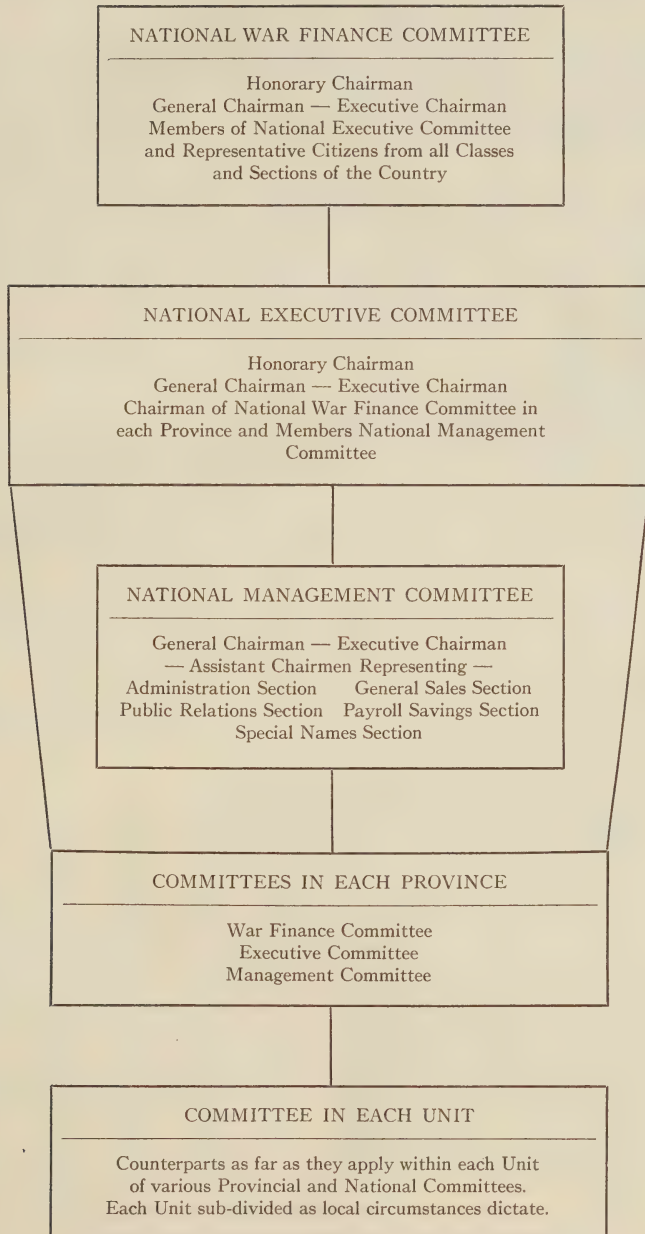 NATIONAL WAR FINANCE COMMITTEE
Honorary Chairman
General Chairman — Executive Chairman
Members of National Executive Committee
and Representative Citizens from all Classes
and Sections of the Country
NATIONAL EXECUTIVE COMMITTEE
Honorary Chairman
General Chairman — Executive Chairman
Chairman of National War Finance Committee in
each Province and Members National Management
Committee
NATIONAL MANAGEMENT COMMITTEE
General Chairman — Executive Chairman
— Assistant Chairmen Representing —
Administration Section General Sales Section
Public Relations Section Payroll Savings Section
Special Names Section
COMMITTEES IN EACH PROVINCE
War Finance Committee
Executive Committee
Management Committee
COMMITTEE IN EACH UNIT
Counterparts as far as they apply within each Unit
of various Provincial and National Committees.
Each Unit sub-divided as local circumstances dictate.